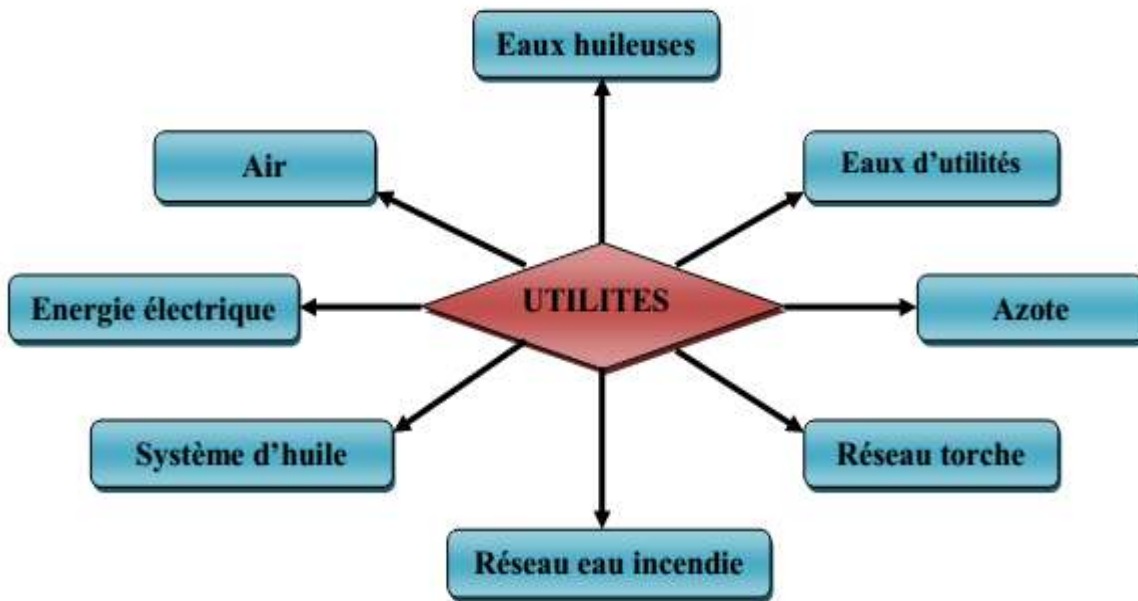 Eaux huileuses
Air
Eaux d’utilités
Energie électrique
UTILITES
Azote
Système d’huile
Réseau torche
Réseau eau incendie